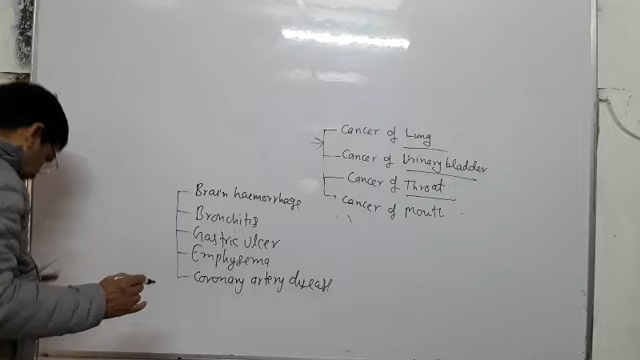 Cancer of Lung
Cancer of Urinary bladder
Cancer of Throat
Cancer of Mouth
Braen haemorrhage
Bronchitis
Gastric ulcer
Emphysema
Coronary artery disease